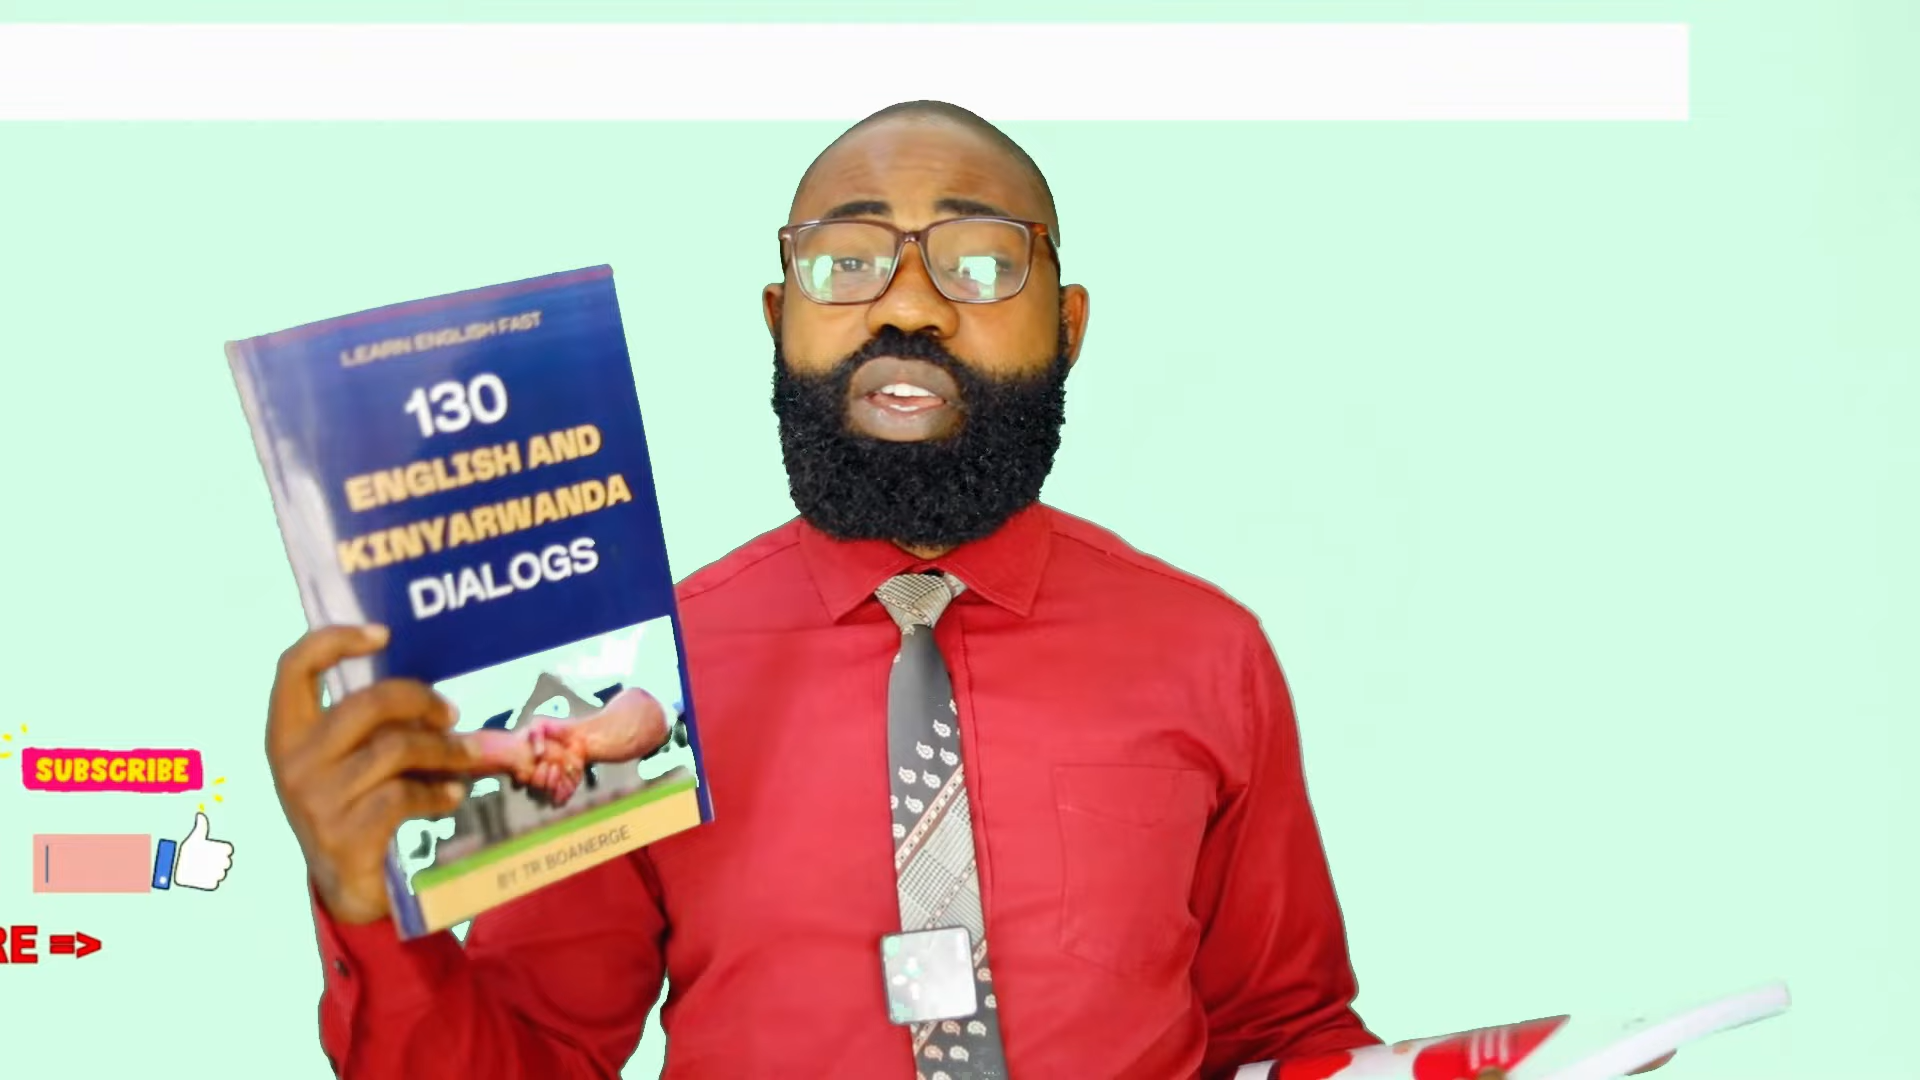 LEARN ENGLISH FAST
130
ENGLISH AND
KINYARWANDA
DIALOGS
BY TR BOANERGE
SUBSCRIBE
RE =>